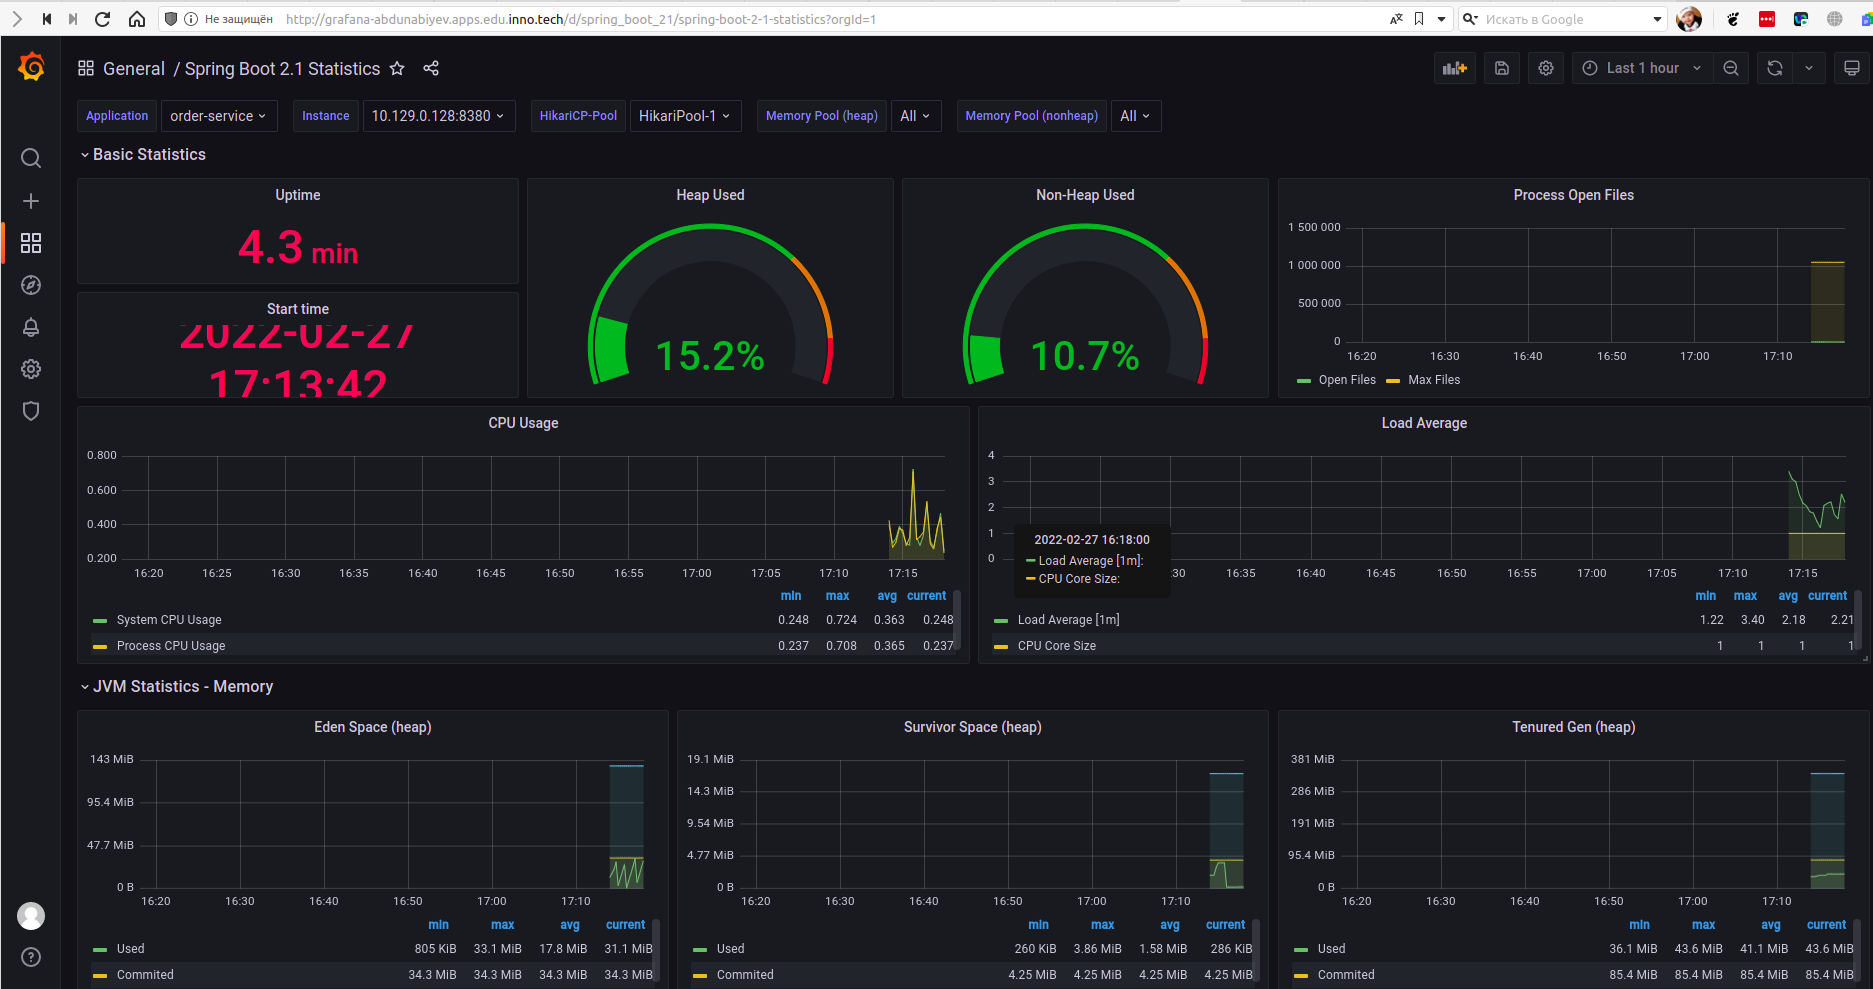 Не защищён http://grafana-abdunabiyev.apps.edu.inno.tech/d/spring_boot_21/spring-boot-2-1-statistics?orgId=1 Искать в Google
General / Spring Boot 2.1 Statistics Last 1 hour
Application order-service Instance 10.129.0.128:8380 HikariCP-Pool HikariPool-1 Memory Pool (heap) All Memory Pool (nonheap) All
Basic Statistics
Uptime
4.3 min
Start time
2022-02-27
17:13:42
Heap Used
15.2%
Non-Heap Used
10.7%
Process Open Files
1 500 000
1 000 000
500 000
0
16:20 16:30 16:40 16:50 17:00 17:10
Open Files Max Files
CPU Usage
0.800
0.600
0.400
0.200
16:20 16:25 16:30 16:35 16:40 16:45 16:50 16:55 17:00 17:05 17:10 17:15
min max avg current
System CPU Usage 0.248 0.724 0.363 0.248
Process CPU Usage 0.237 0.708 0.365 0.237
Load Average
4
3
2
1
0
2022-02-27 16:18:00
Load Average [1m]:
CPU Core Size:
:30 16:35 16:40 16:45 16:50 16:55 17:00 17:05 17:10 17:15
min max avg current
Load Average [1m] 1.22 3.40 2.18 2.21
CPU Core Size 1 1 1 1
JVM Statistics - Memory
Eden Space (heap)
143 MiB
95.4 MiB
47.7 MiB
0 B
16:20 16:30 16:40 16:50 17:00 17:10
min max avg current
Used 805 KiB 33.1 MiB 17.8 MiB 31.1 MiB
Commited 34.3 MiB 34.3 MiB 34.3 MiB 34.3 MiB
Survivor Space (heap)
19.1 MiB
14.3 MiB
9.54 MiB
4.77 MiB
0 B
16:20 16:30 16:40 16:50 17:00 17:10
min max avg current
Used 260 KiB 3.86 MiB 1.58 MiB 286 KiB
Commited 4.25 MiB 4.25 MiB 4.25 MiB 4.25 MiB
Tenured Gen (heap)
381 MiB
286 MiB
191 MiB
95.4 MiB
0 B
16:20 16:30 16:40 16:50 17:00 17:10
min max avg current
Used 36.1 MiB 43.6 MiB 41.1 MiB 43.6 MiB
Commited 85.4 MiB 85.4 MiB 85.4 MiB 85.4 MiB